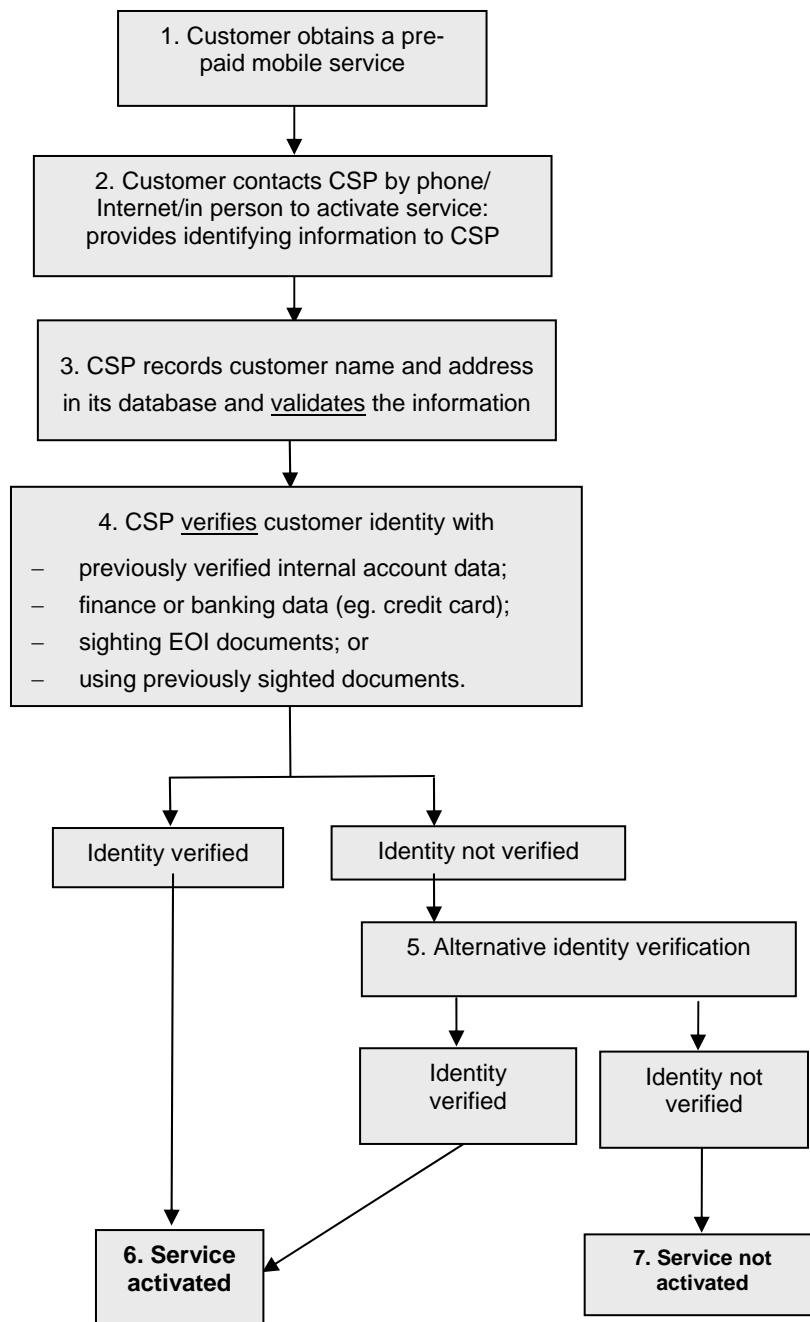 1. Customer obtains a pre-
paid mobile service
2. Customer contacts CSP by phone/
Internet/in person to activate service:
provides identifying information to CSP
3. CSP records customer name and address
in its database and validates the information
4. CSP verifies customer identity with
– previously verified internal account data;
– finance or banking data (eg. credit card);
– sighting EOI documents; or
– using previously sighted documents.
Identity verified
Identity not verified
5. Alternative identity verification
Identity
verified
Identity not
verified
6. Service
activated
7. Service not
activated